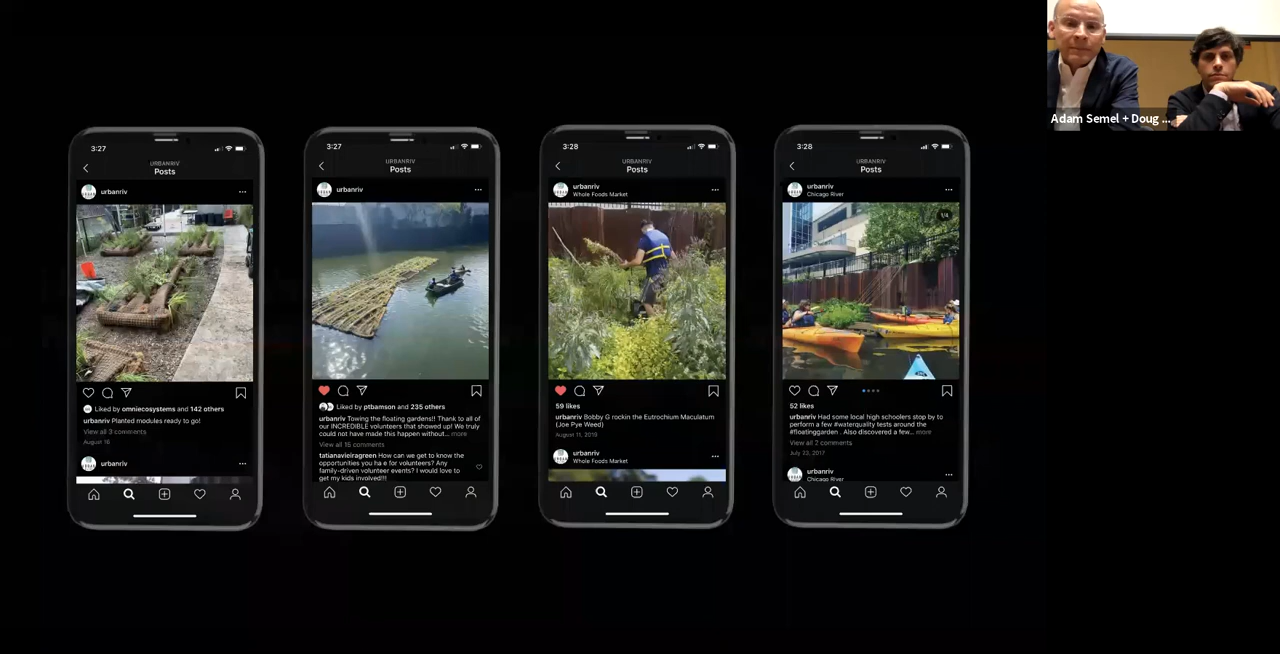 Adam Semel + Doug ...
3:27
URBANRIV
Posts
urbanriv
Liked by omniecosystems and 142 others
urbanriv Planted modules ready to go!
View all 3 comments
August 16
urbanriv
3:27
URBANRIV
Posts
urbanriv
Liked by ptbamson and 235 others
urbanriv Towing the floating gardens!! Thank to all of
our INCREDIBLE volunteers that showed up! We truly
could not have made this happen without... more
View all 15 comments
tatianavieiragreen How can we get to know the
opportunities you ha e for volunteers? Any
family-driven volunteer events? I would love to
get my kids involved!!!
3:28
URBANRIV
Posts
urbanriv
Whole Foods Market
59 likes
urbanriv Bobby G rockin the Eutrochium Maculatum
(Joe Pye Weed)
August 11, 2019
urbanriv
Whole Foods Market
3:28
URBANRIV
Posts
urbanriv
Chicago River
1/4
52 likes
urbanriv Had some local high schoolers stop by to
perform a few #waterquality tests around the
#floatinggarden . Also discovered a few... more
View all 2 comments
July 23, 2017
urbanriv
Chicago River